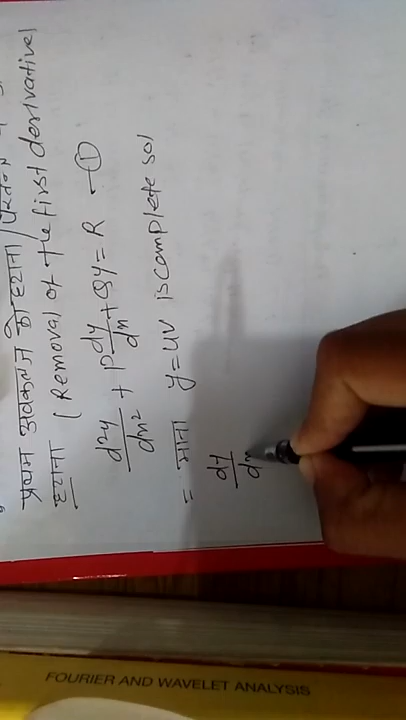 प्रथम अवकलज को हटाना /
हटाना ( Removal of the first derivative)
d²y/dx² + P dy/dx + Qy = R —①
= माना y = uv is complete sol
dy/dx
FOURIER AND WAVELET ANALYSIS